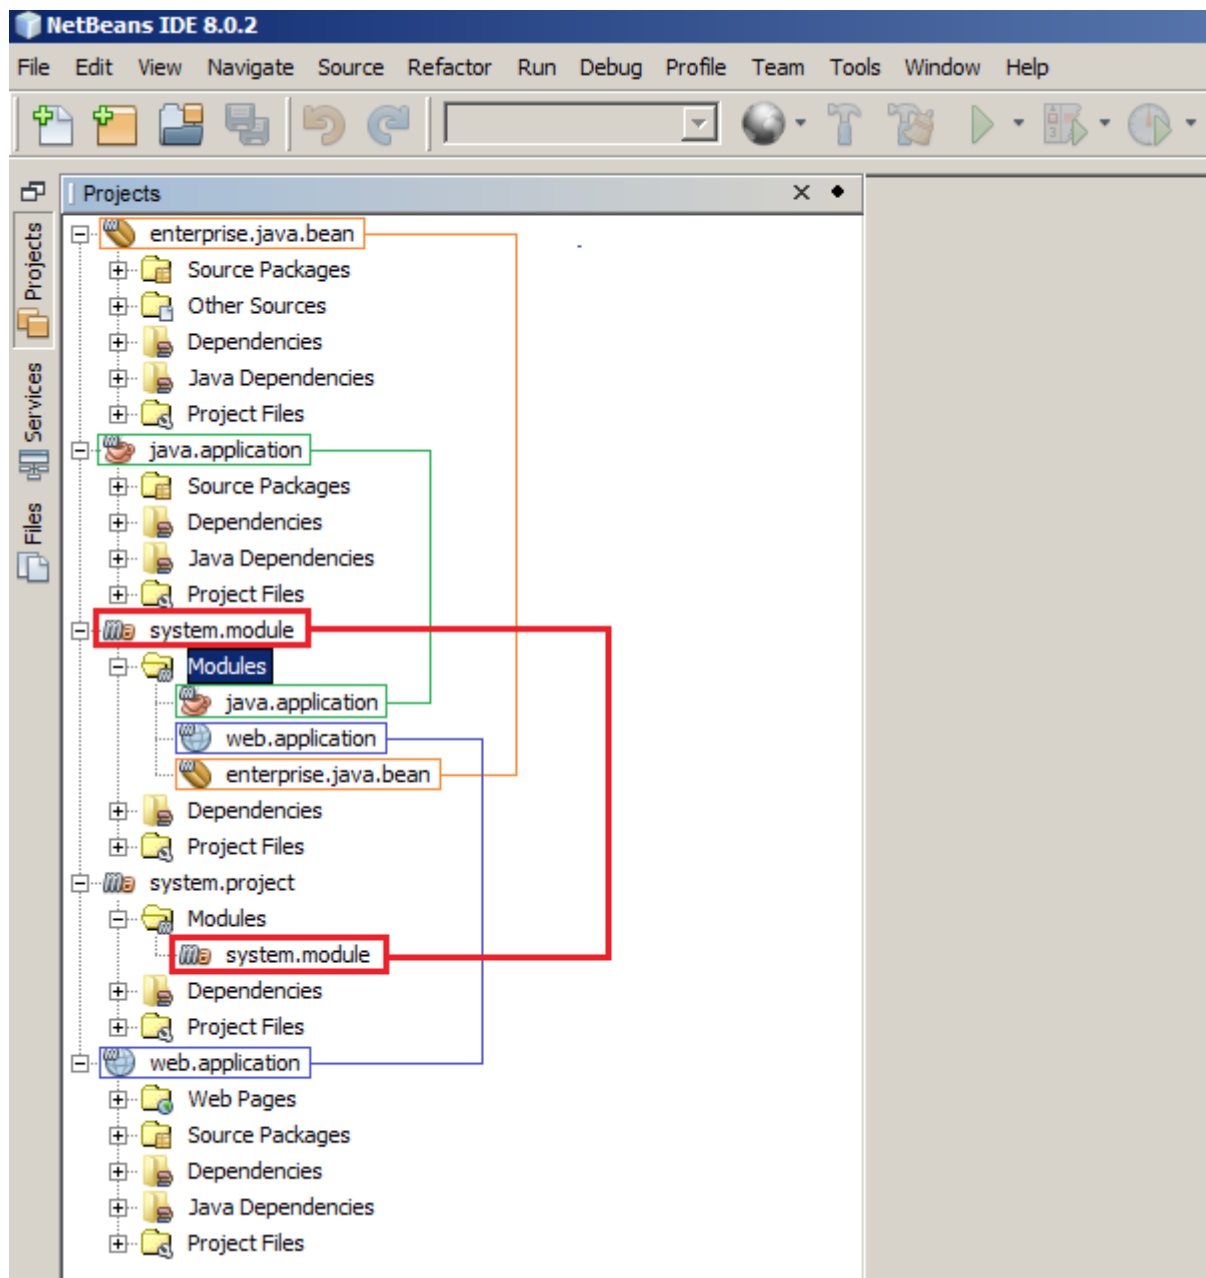 NetBeans IDE 8.0.2
File Edit View Navigate Source Refactor Run Debug Profile Team Tools Window Help
Projects
Projects
Services
Files
enterprise.java.bean
Source Packages
Other Sources
Dependencies
Java Dependencies
Project Files
java.application
Source Packages
Dependencies
Java Dependencies
Project Files
system.module
Modules
java.application
web.application
enterprise.java.bean
Dependencies
Project Files
system.project
Modules
system.module
Dependencies
Project Files
web.application
Web Pages
Source Packages
Dependencies
Java Dependencies
Project Files